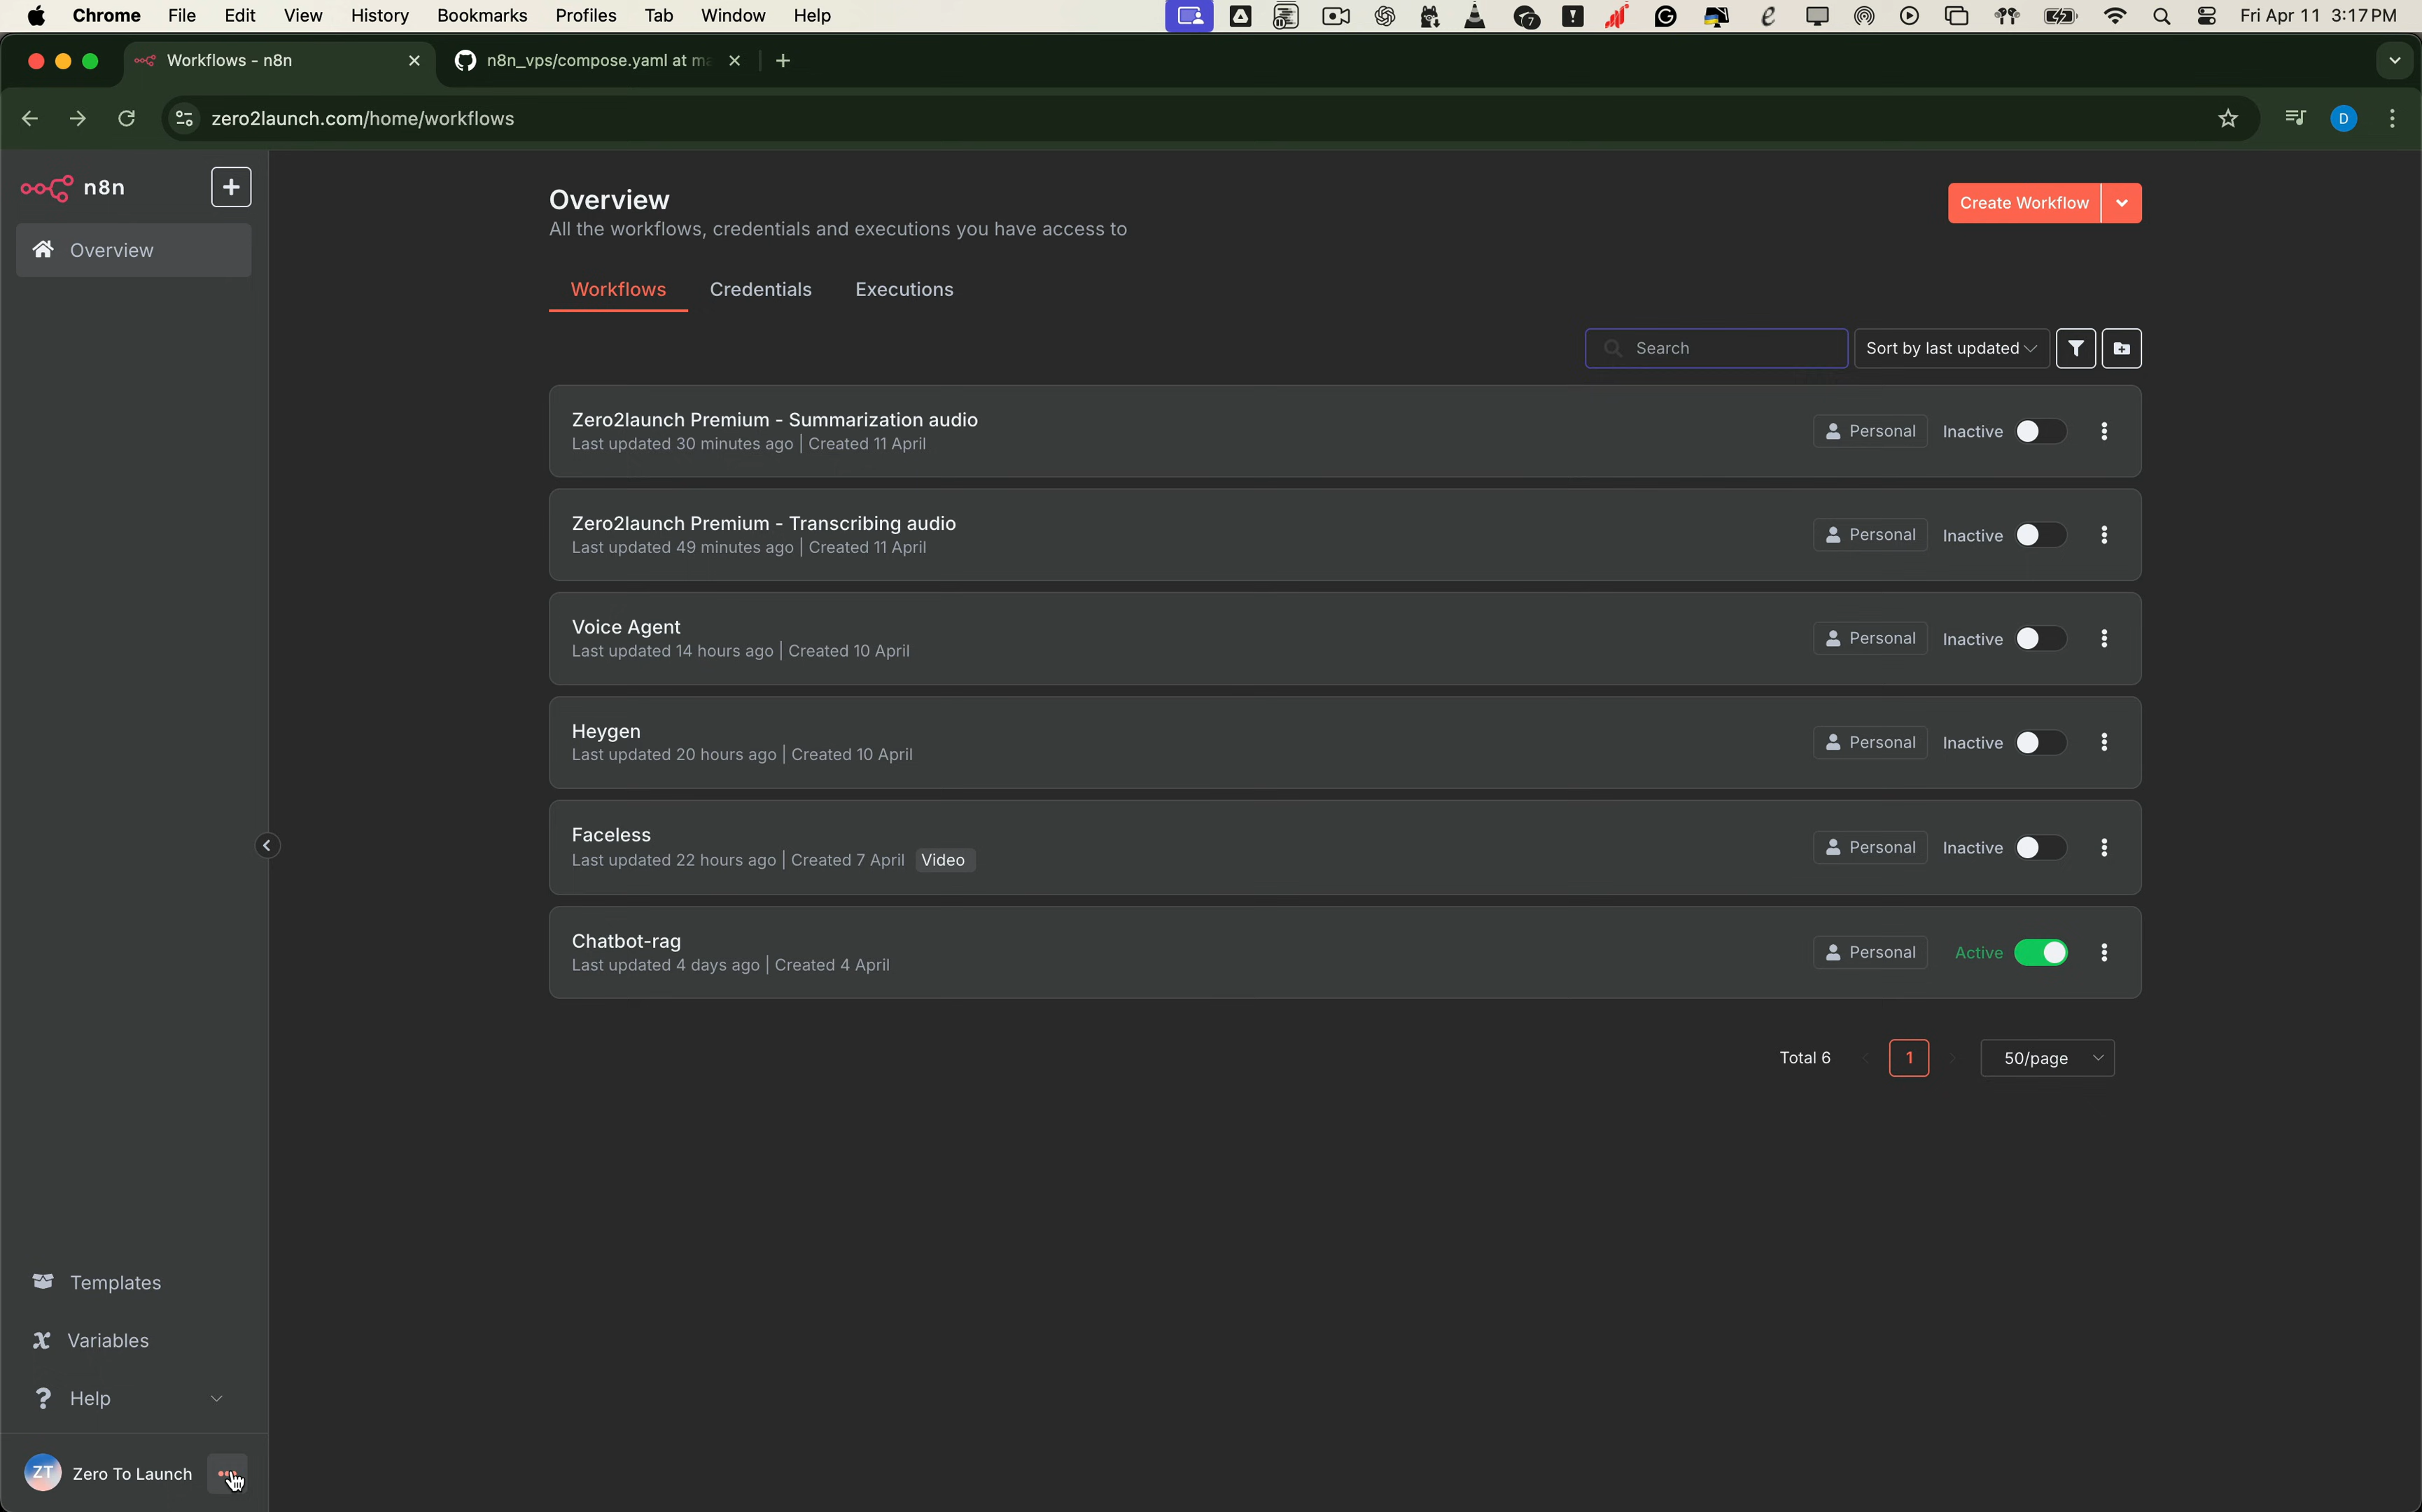 Chrome File Edit View History Bookmarks Profiles Tab Window Help 7 Fri Apr 11 3:17 PM
Workflows - n8n
n8n_vps/compose.yaml at ma
zero2launch.com/home/workflows
D
n8n
Overview
Overview
All the workflows, credentials and executions you have access to
Create Workflow
Workflows Credentials Executions
Search
Sort by last updated
Zero2launch Premium - Summarization audio
Last updated 30 minutes ago | Created 11 April
Personal Inactive
Zero2launch Premium - Transcribing audio
Last updated 49 minutes ago | Created 11 April
Personal Inactive
Voice Agent
Last updated 14 hours ago | Created 10 April
Personal Inactive
Heygen
Last updated 20 hours ago | Created 10 April
Personal Inactive
Faceless
Last updated 22 hours ago | Created 7 April Video
Personal Inactive
Chatbot-rag
Last updated 4 days ago | Created 4 April
Personal Active
Total 6 1 50/page
Templates
Variables
Help
ZT Zero To Launch